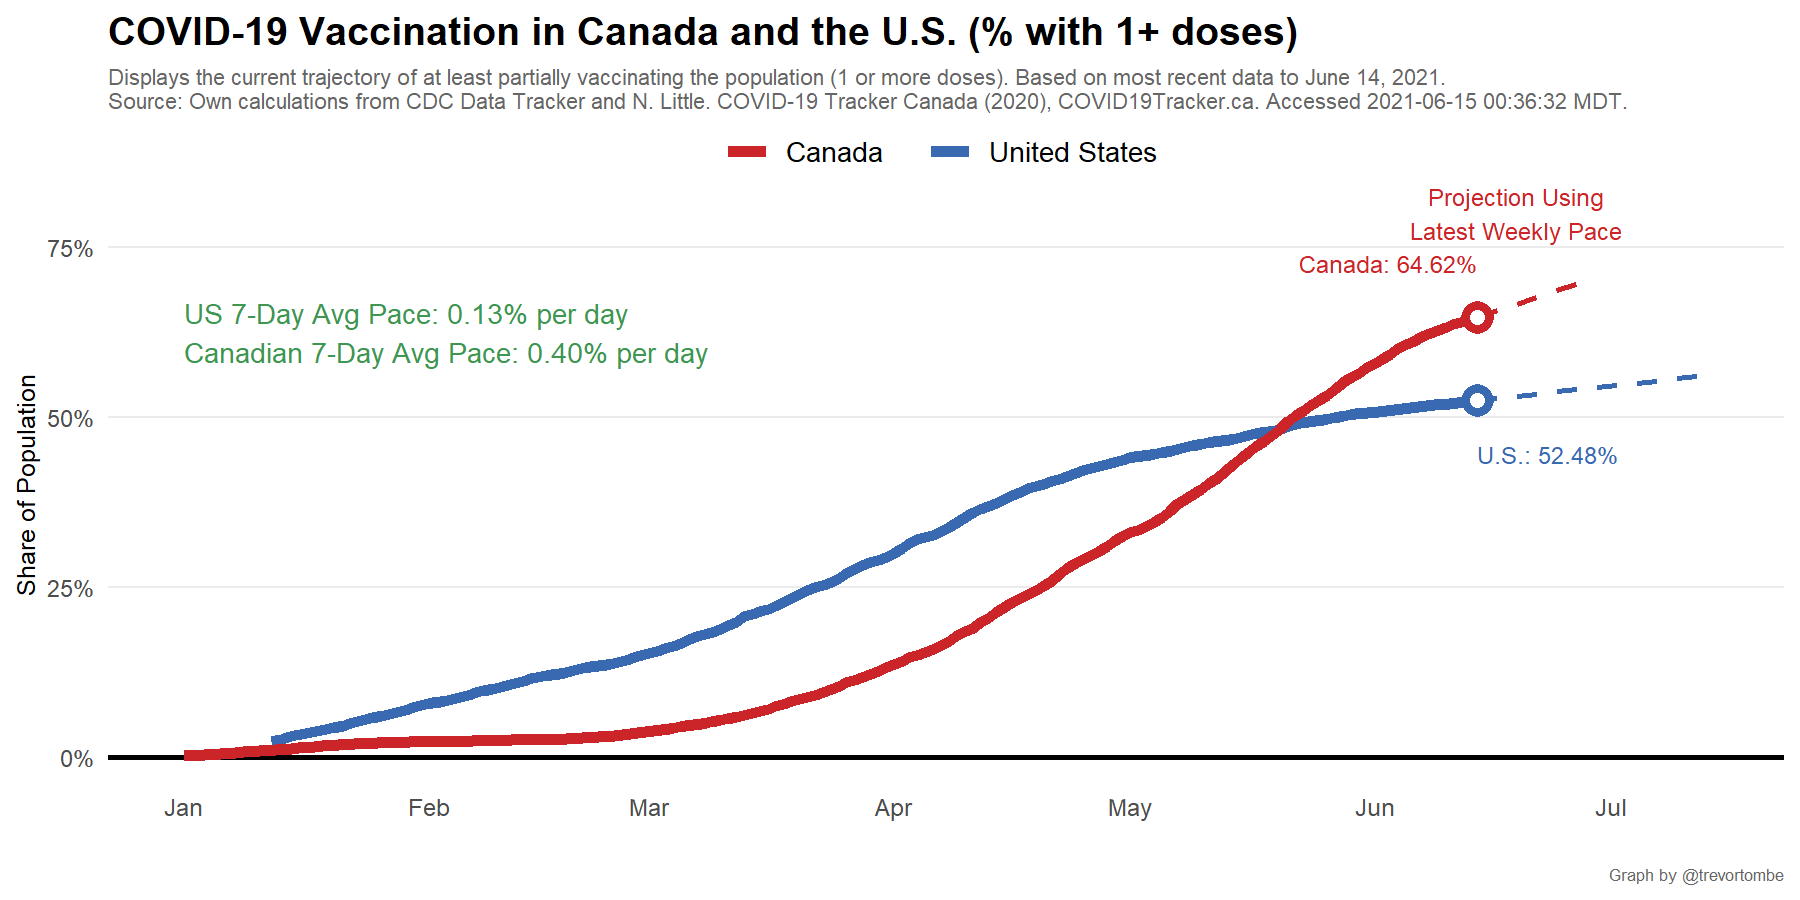 COVID-19 Vaccination in Canada and the U.S. (% with 1+ doses)
Displays the current trajectory of at least partially vaccinating the population (1 or more doses). Based on most recent data to June 14, 2021.
Source: Own calculations from CDC Data Tracker and N. Little. COVID-19 Tracker Canada (2020), COVID19Tracker.ca. Accessed 2021-06-15 00:36:32 MDT.
Canada United States
Projection Using
Latest Weekly Pace
Canada: 64.62%
US 7-Day Avg Pace: 0.13% per day
Canadian 7-Day Avg Pace: 0.40% per day
U.S.: 52.48%
Share of Population
75%
50%
25%
0%
Jan Feb Mar Apr May Jun Jul
Graph by @trevortombe